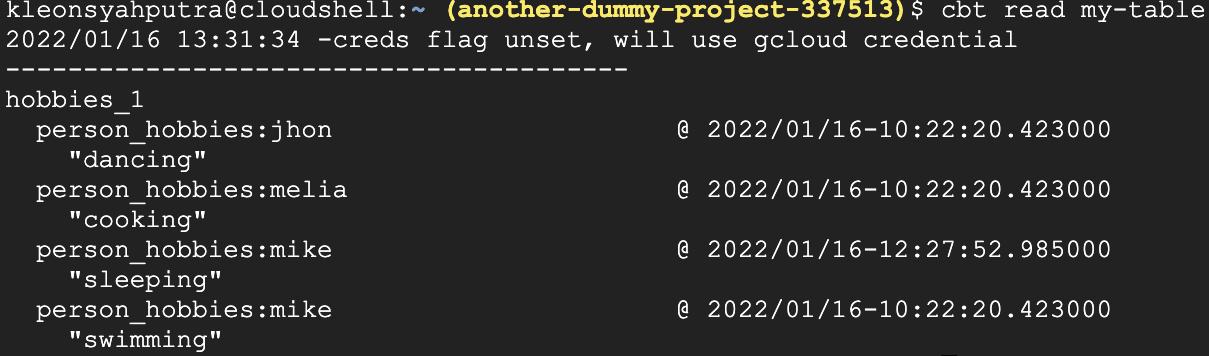 kleonsyahputra@cloudshell:~ (another-dummy-project-337513)$ cbt read my-table
2022/01/16 13:31:34 -creds flag unset, will use gcloud credential
----------------------------------------
hobbies_1
  person_hobbies:jhon                      @ 2022/01/16-10:22:20.423000
    "dancing"
  person_hobbies:melia                     @ 2022/01/16-10:22:20.423000
    "cooking"
  person_hobbies:mike                      @ 2022/01/16-12:27:52.985000
    "sleeping"
  person_hobbies:mike                      @ 2022/01/16-10:22:20.423000
    "swimming"